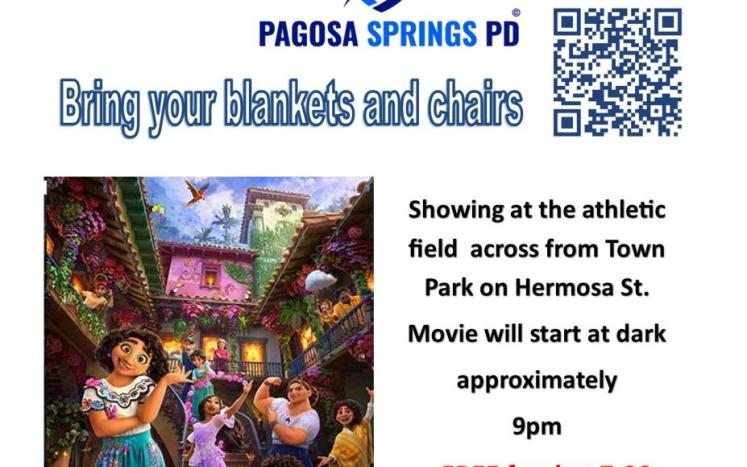 ©
PAGOSA SPRINGS PD
Bring your blankets and chairs
Showing at the athletic
field across from Town
Park on Hermosa St.
Movie will start at dark
approximately
9pm